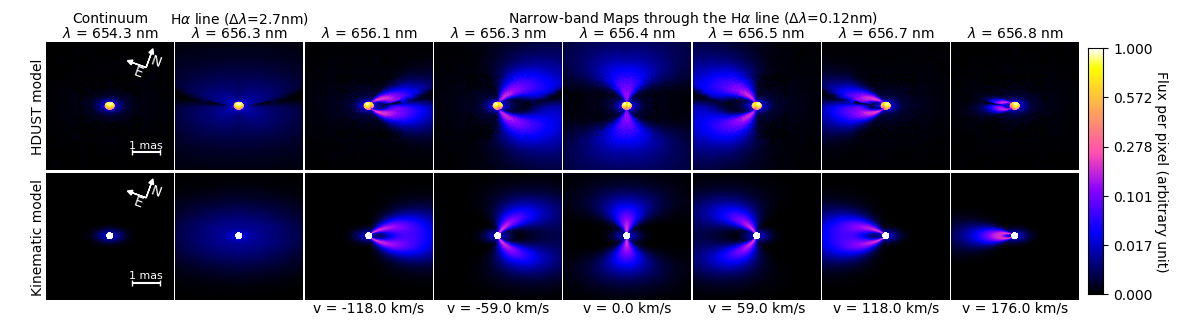 Continuum Hα line (Δλ=2.7nm) Narrow-band Maps through the Hα line (Δλ=0.12nm)
λ = 654.3 nm λ = 656.3 nm λ = 656.1 nm λ = 656.3 nm λ = 656.4 nm λ = 656.5 nm λ = 656.7 nm λ = 656.8 nm
HDUST model
N
E
1 mas
Kinematic model
N
E
1 mas
v = -118.0 km/s v = -59.0 km/s v = 0.0 km/s v = 59.0 km/s v = 118.0 km/s v = 176.0 km/s
1.000
0.572
0.278
0.101
0.017
0.000
Flux per pixel (arbitrary unit)